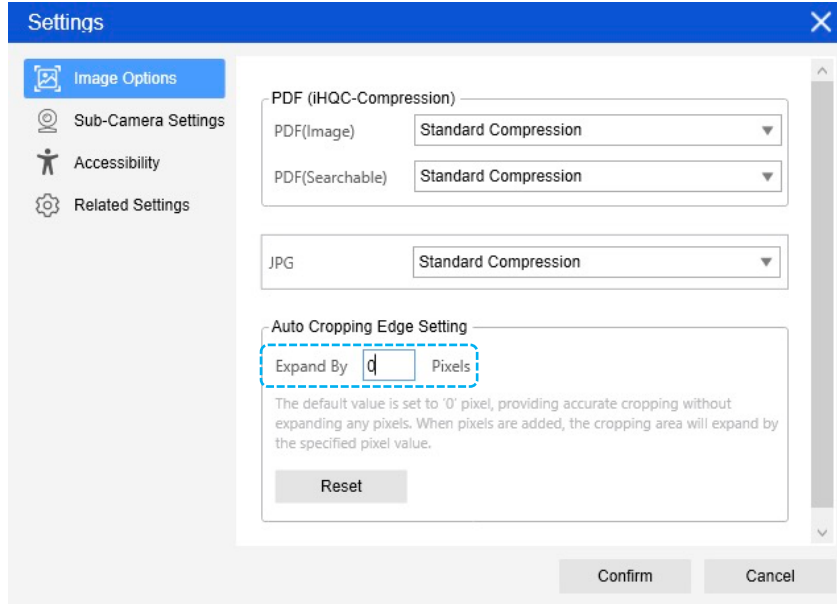 Settings
Image Options
Sub-Camera Settings
Accessibility
Related Settings
PDF (iHQC-Compression)
PDF(Image) Standard Compression
PDF(Searchable) Standard Compression
JPG Standard Compression
Auto Cropping Edge Setting
Expand By 0 Pixels
The default value is set to '0' pixel, providing accurate cropping without
expanding any pixels. When pixels are added, the cropping area will expand by
the specified pixel value.
Reset
Confirm Cancel